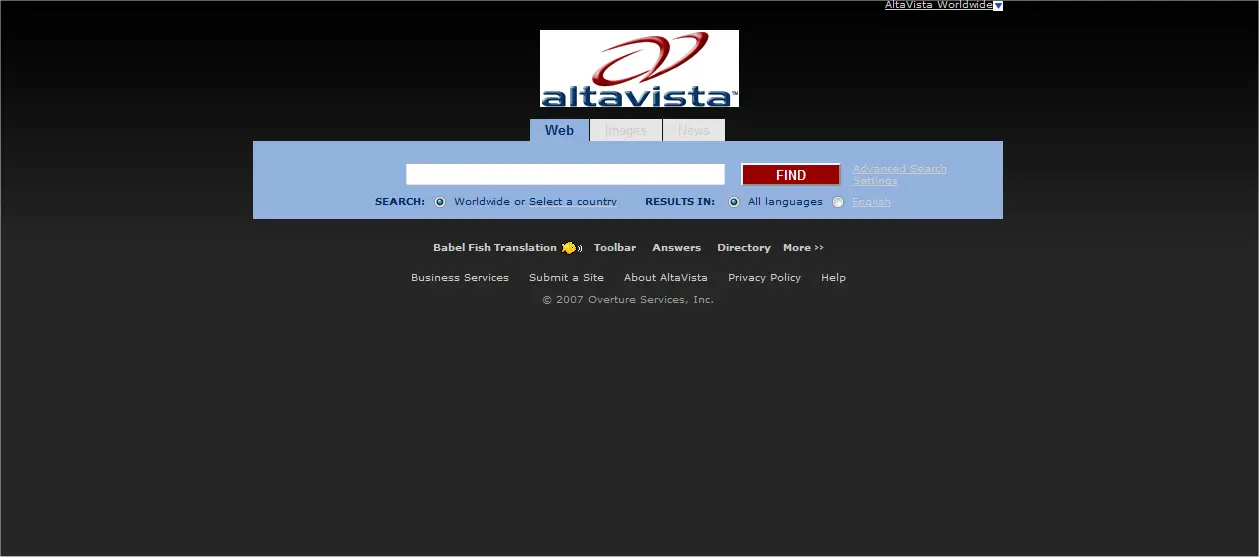 AltaVista Worldwide
altavista™
Web Images News
FIND
Advanced Search
Settings
SEARCH: Worldwide or Select a country RESULTS IN: All languages English
Babel Fish Translation Toolbar Answers Directory More >>
Business Services Submit a Site About AltaVista Privacy Policy Help
© 2007 Overture Services, Inc.